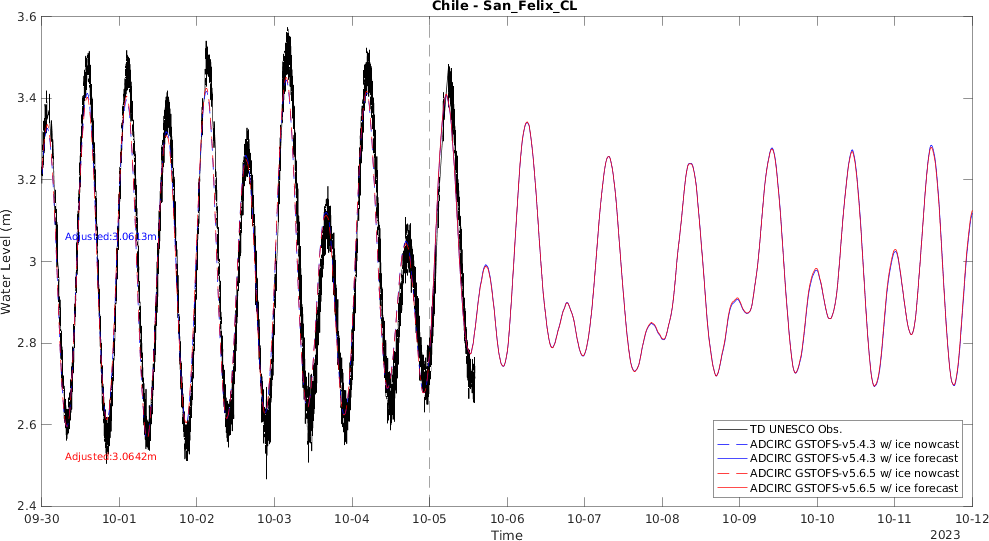 Chile - San_Felix_CL
3.6
3.4
3.2
3
2.8
2.6
2.4
Water Level (m)
Adjusted:3.0613m
Adjusted:3.0642m
TD UNESCO Obs.
ADCIRC GSTOFS-v5.4.3 w/ ice nowcast
ADCIRC GSTOFS-v5.4.3 w/ ice forecast
ADCIRC GSTOFS-v5.6.5 w/ ice nowcast
ADCIRC GSTOFS-v5.6.5 w/ ice forecast
09-30 10-01 10-02 10-03 10-04 10-05 10-06 10-07 10-08 10-09 10-10 10-11 10-12
Time
2023